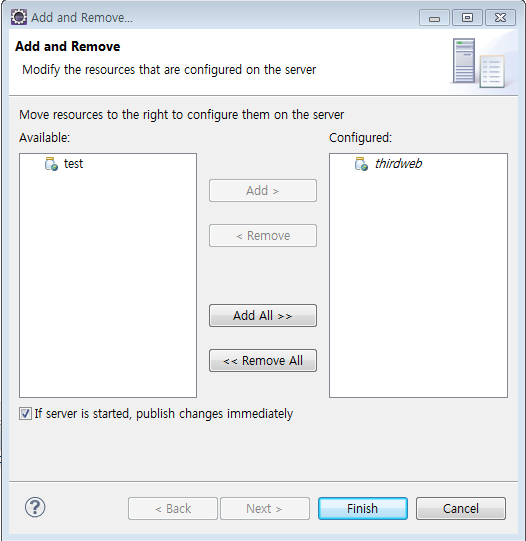 Add and Remove...
Add and Remove
Modify the resources that are configured on the server
Move resources to the right to configure them on the server
Available:
Configured:
test
thirdweb
Add >
< Remove
Add All >>
<< Remove All
If server is started, publish changes immediately
?
< Back
Next >
Finish
Cancel